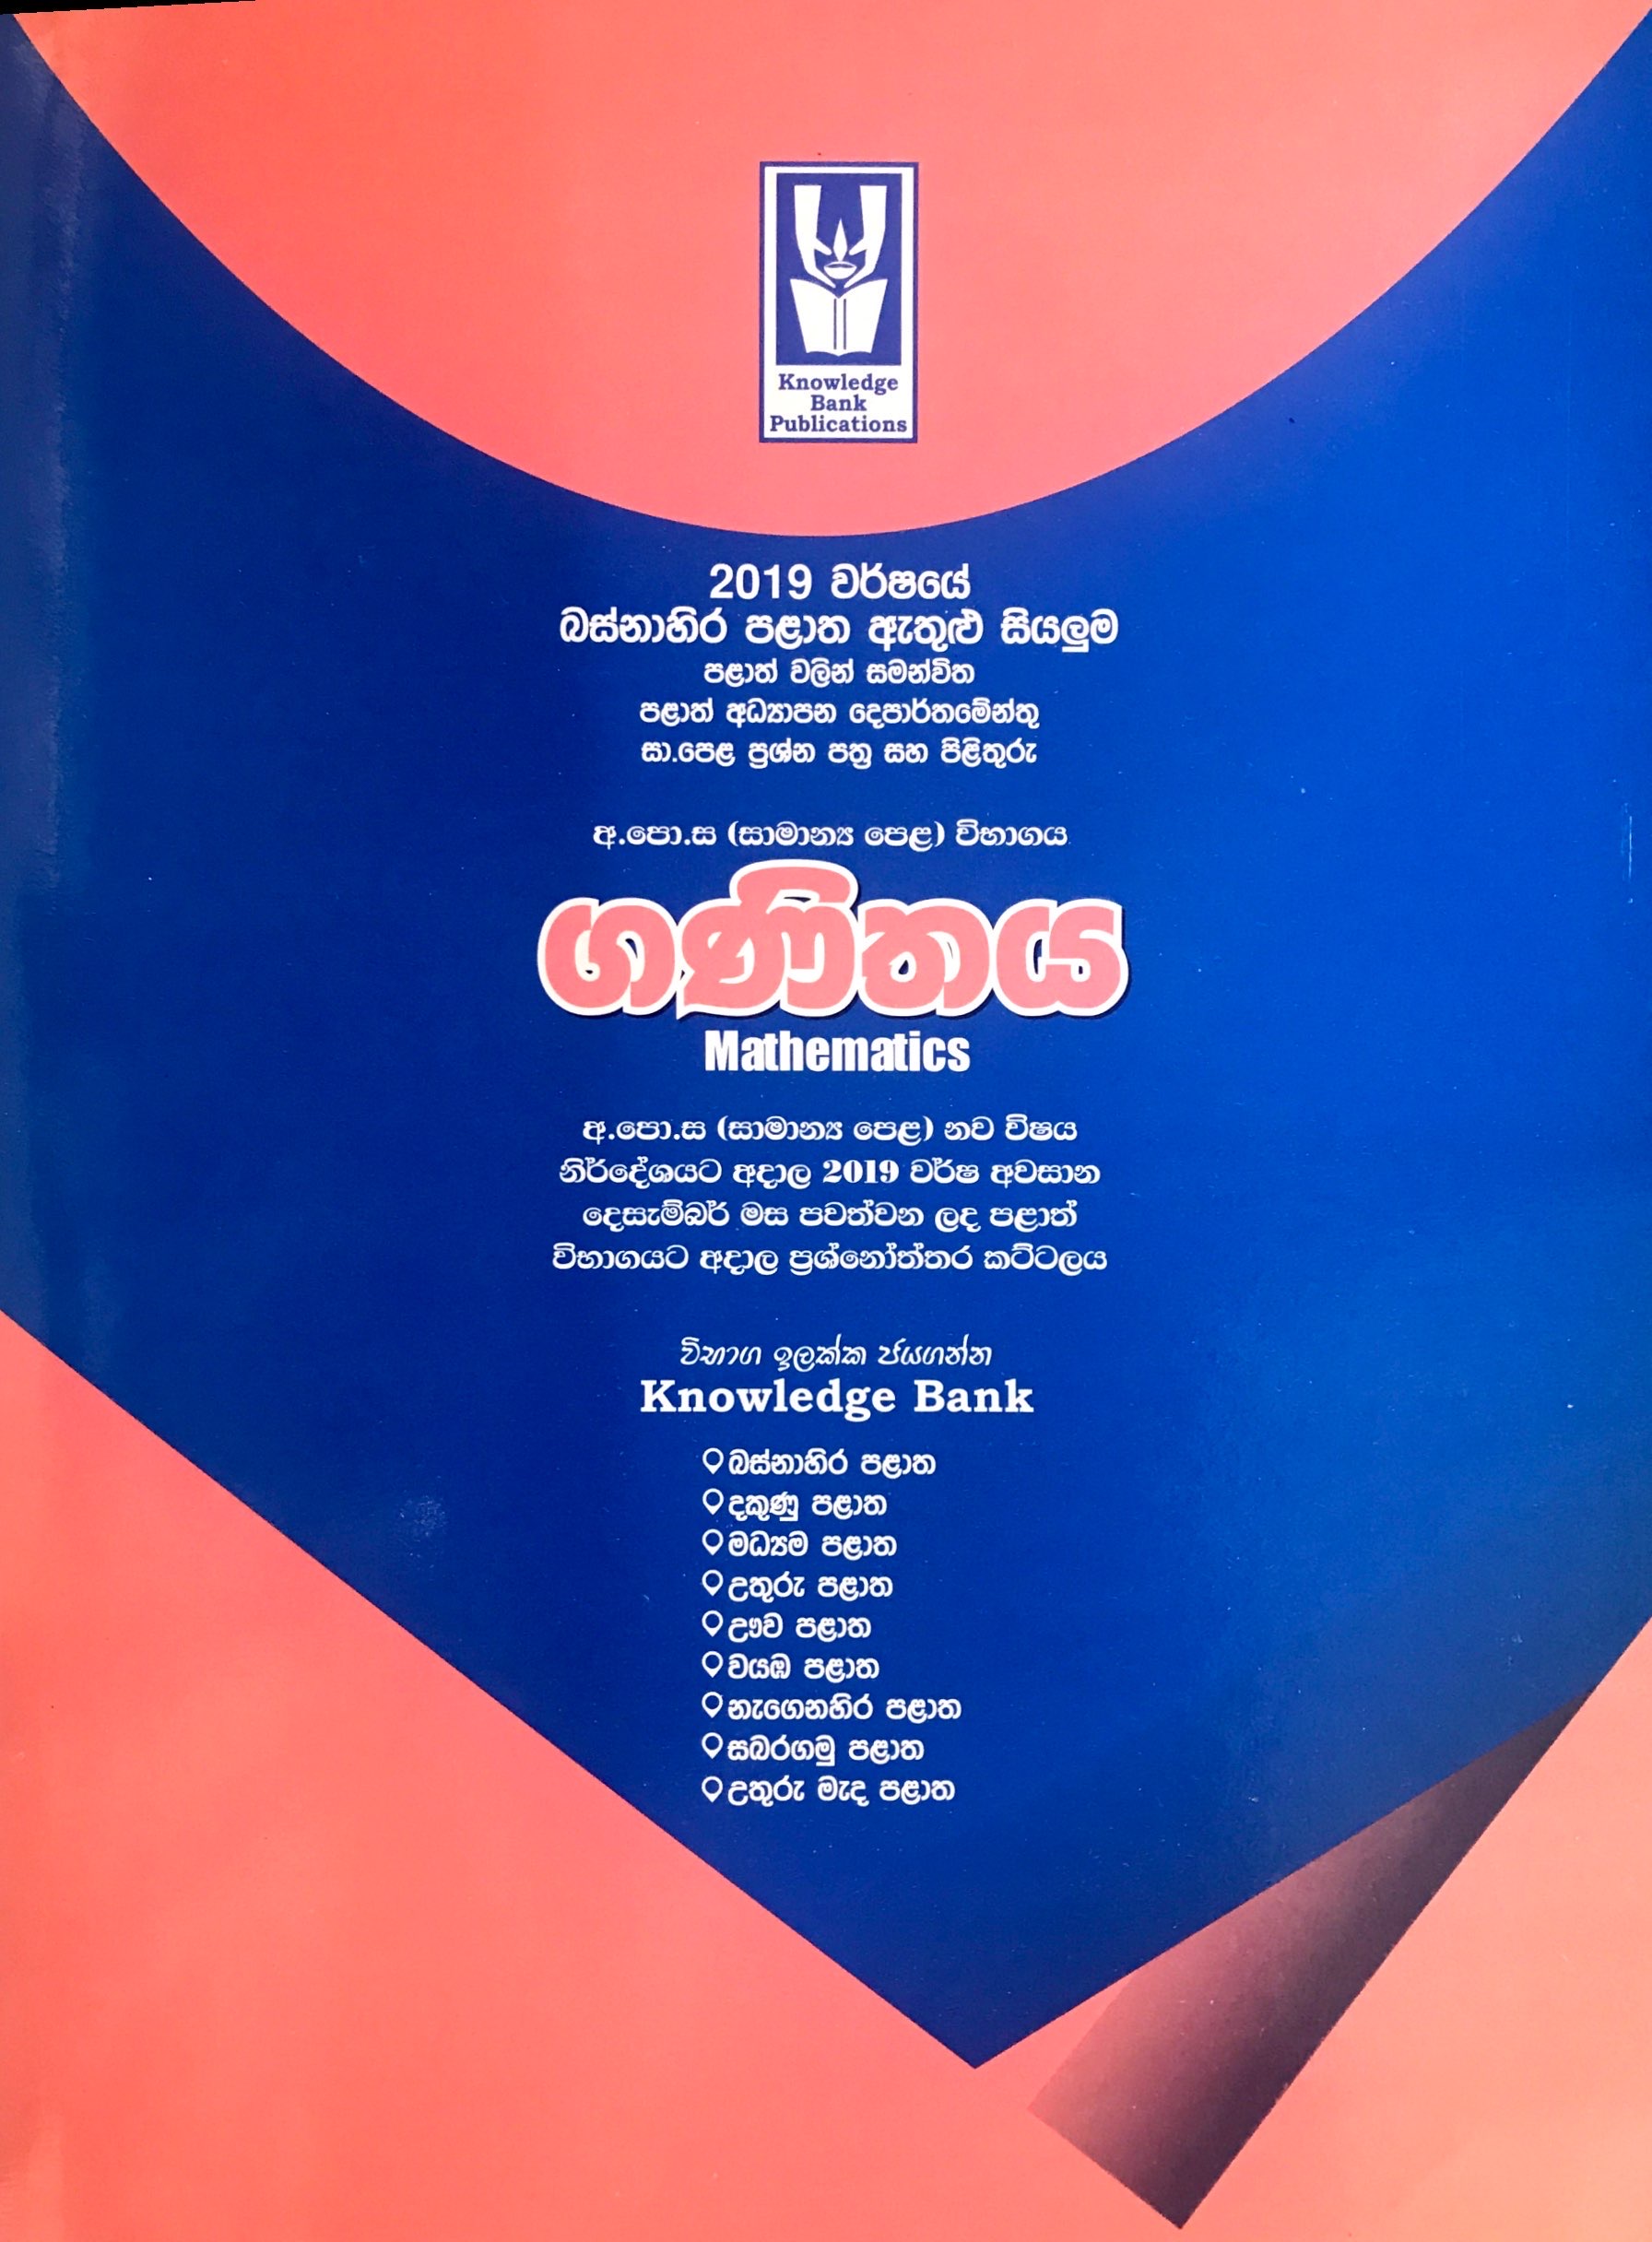 Knowledge
Bank
Publications
2019 වර්ෂයේ
බස්නාහිර පළාත ඇතුළු සියලුම
පළාත් වලින් සමන්විත
පළාත් අධ්‍යාපන දෙපාර්තමේන්තු
සා.පෙළ ප්‍රශ්න පත්‍ර සහ පිළිතුරු
අ.පො.ස (සාමාන්‍ය පෙළ) විභාගය
ගණිතය
Mathematics
අ.පො.ස (සාමාන්‍ය පෙළ) නව විෂය
නිර්දේශයට අදාල 2019 වර්ෂ අවසාන
දෙසැම්බර් මස පවත්වන ලද පළාත්
විභාගයට අදාල ප්‍රශ්නෝත්තර කට්ටලය
විභාග ඉලක්ක ජයගන්න
Knowledge Bank
බස්නාහිර පළාත
දකුණු පළාත
මධ්‍යම පළාත
උතුරු පළාත
ඌව පළාත
වයඹ පළාත
නැගෙනහිර පළාත
සබරගමු පළාත
උතුරු මැද පළාත